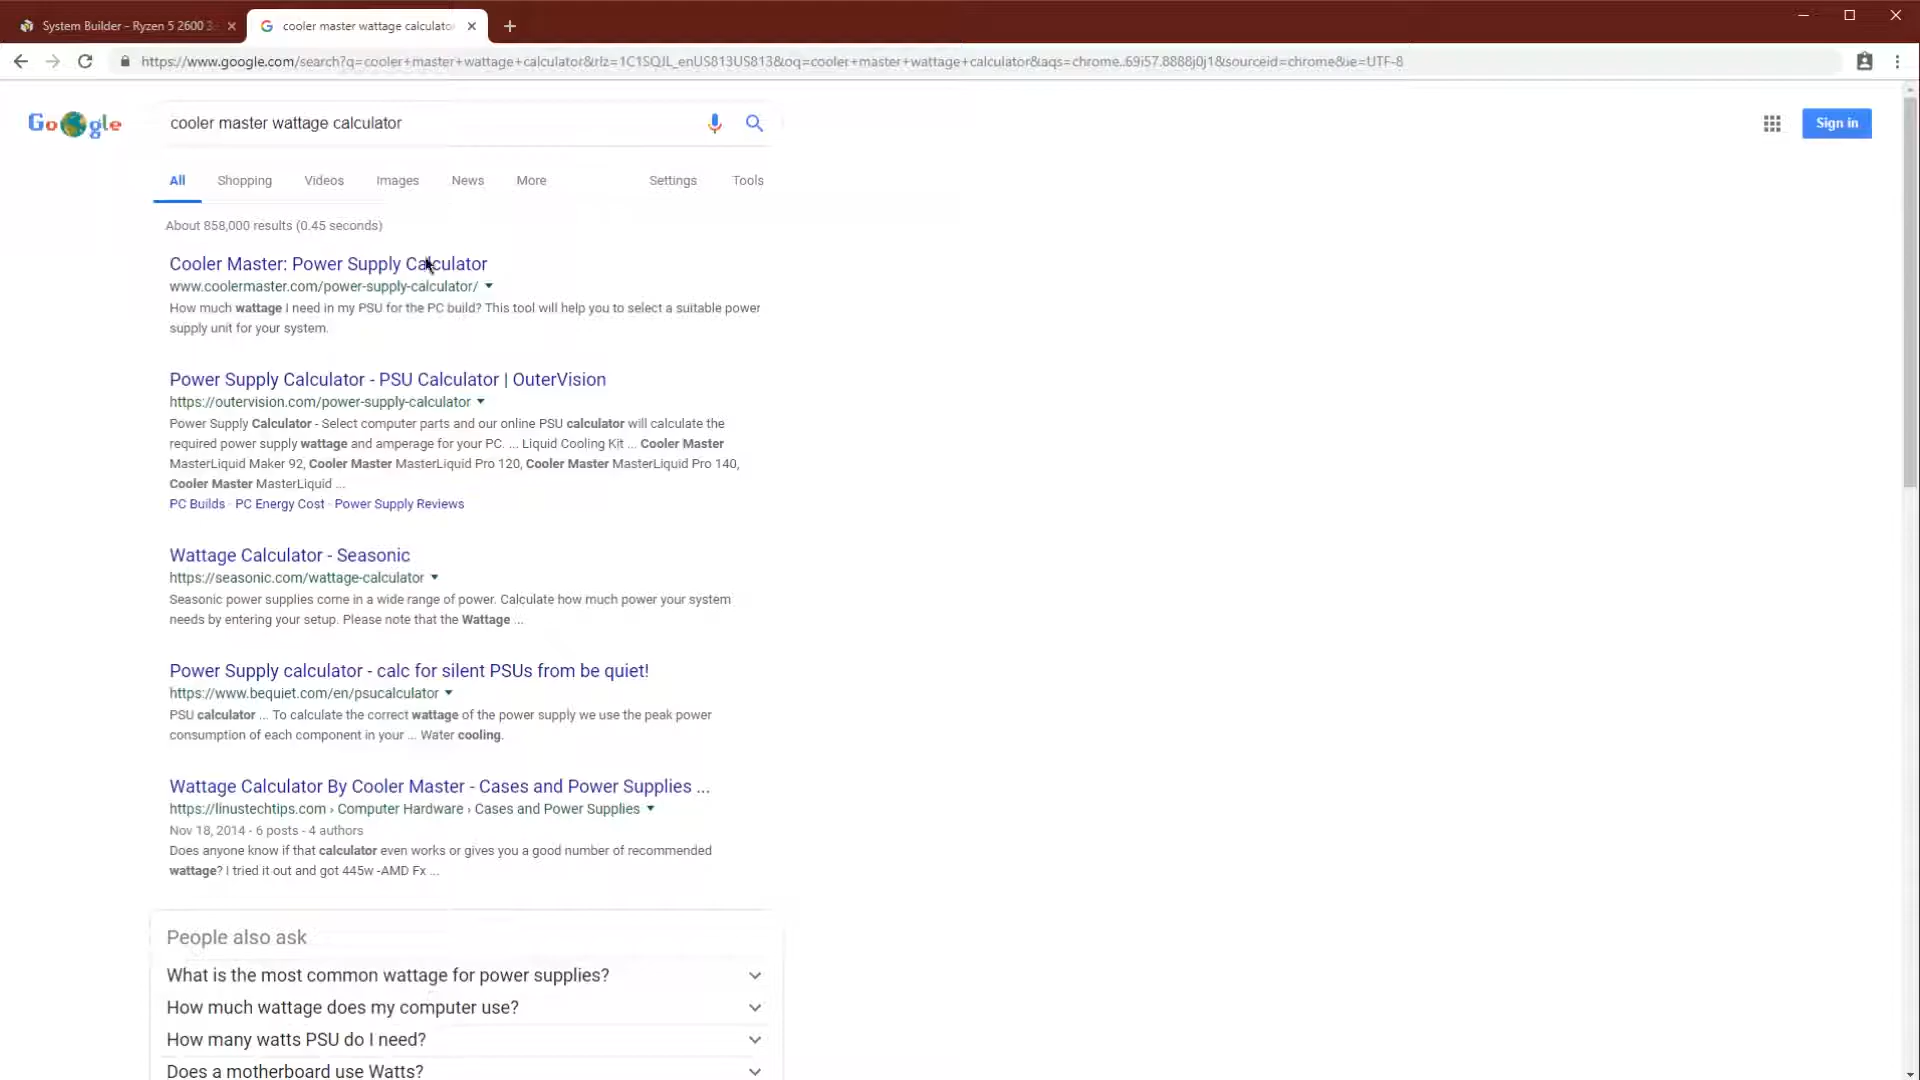 System Builder - Ryzen 5 2600 3
cooler master wattage calculato
https://www.google.com/search?q=cooler+master+wattage+calculator&rlz=1C1SQJL_enUS813US813&oq=cooler+master+wattage+calculator&aqs=chrome..69i57.8888j0j1&sourceid=chrome&ie=UTF-8
Google
cooler master wattage calculator
Sign in
All Shopping Videos Images News More Settings Tools
About 858,000 results (0.45 seconds)
Cooler Master: Power Supply Calculator
www.coolermaster.com/power-supply-calculator/
How much wattage I need in my PSU for the PC build? This tool will help you to select a suitable power
supply unit for your system.
Power Supply Calculator - PSU Calculator | OuterVision
https://outervision.com/power-supply-calculator
Power Supply Calculator - Select computer parts and our online PSU calculator will calculate the
required power supply wattage and amperage for your PC. ... Liquid Cooling Kit ... Cooler Master
MasterLiquid Maker 92, Cooler Master MasterLiquid Pro 120, Cooler Master MasterLiquid Pro 140,
Cooler Master MasterLiquid ...
PC Builds · PC Energy Cost · Power Supply Reviews
Wattage Calculator - Seasonic
https://seasonic.com/wattage-calculator
Seasonic power supplies come in a wide range of power. Calculate how much power your system
needs by entering your setup. Please note that the Wattage ...
Power Supply calculator - calc for silent PSUs from be quiet!
https://www.bequiet.com/en/psucalculator
PSU calculator ... To calculate the correct wattage of the power supply we use the peak power
consumption of each component in your ... Water cooling.
Wattage Calculator By Cooler Master - Cases and Power Supplies ...
https://linustechtips.com › Computer Hardware › Cases and Power Supplies
Nov 18, 2014 - 6 posts - 4 authors
Does anyone know if that calculator even works or gives you a good number of recommended
wattage? I tried it out and got 445w -AMD Fx ...
People also ask
What is the most common wattage for power supplies?
How much wattage does my computer use?
How many watts PSU do I need?
Does a motherboard use Watts?